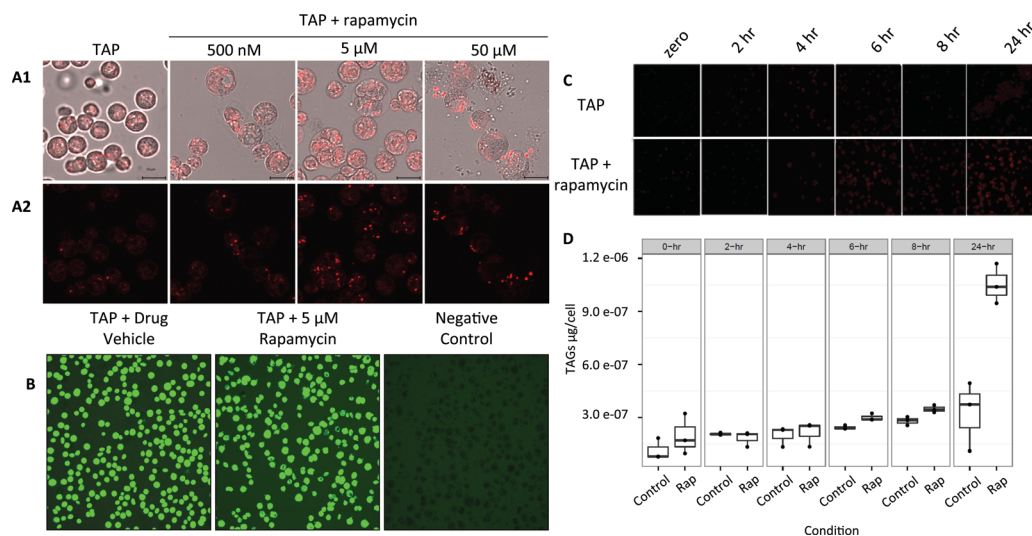 TAP + rapamycin
TAP
500 nM
5 µM
50 µM
A1
A2
TAP + Drug
Vehicle
TAP + 5 µM
Rapamycin
Negative
Control
B
zero
2 hr
4 hr
6 hr
8 hr
24 hr
C
TAP
TAP +
rapamycin
D
0-hr
2-hr
4-hr
6-hr
8-hr
24-hr
1.2 e-06
9.0 e-07
6.0 e-07
3.0 e-07
TAGs µg/cell
Control
Rap
Control
Rap
Control
Rap
Control
Rap
Control
Rap
Control
Rap
Condition